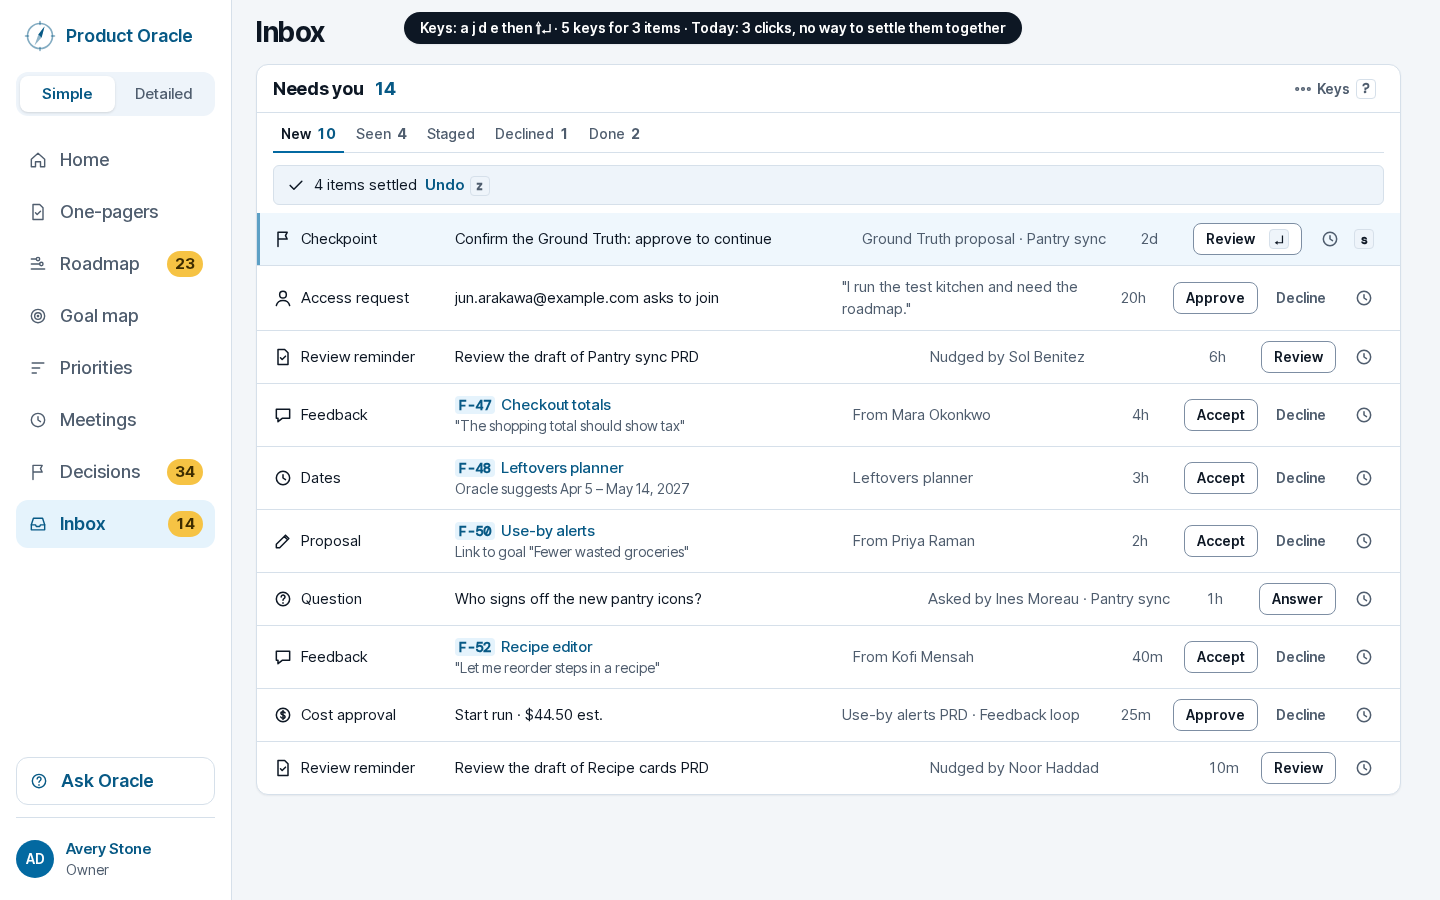 Product Oracle
Simple Detailed
Home
One-pagers
Roadmap 23
Goal map
Priorities
Meetings
Decisions 34
Inbox 14
Ask Oracle
AD Avery Stone
Owner
Inbox
Keys: a j d e then ⇧↵ · 5 keys for 3 items · Today: 3 clicks, no way to settle them together
Needs you 14
••• Keys ?
New 10 Seen 4 Staged Declined 1 Done 2
4 items settled Undo z
Checkpoint Confirm the Ground Truth: approve to continue Ground Truth proposal · Pantry sync 2d Review ↵ s
Access request jun.arakawa@example.com asks to join "I run the test kitchen and need the
roadmap." 20h Approve Decline
Review reminder Review the draft of Pantry sync PRD Nudged by Sol Benitez 6h Review
Feedback F-47 Checkout totals From Mara Okonkwo 4h Accept Decline
"The shopping total should show tax"
Dates F-48 Leftovers planner Leftovers planner 3h Accept Decline
Oracle suggests Apr 5 – May 14, 2027
Proposal F-50 Use-by alerts From Priya Raman 2h Accept Decline
Link to goal "Fewer wasted groceries"
Question Who signs off the new pantry icons? Asked by Ines Moreau · Pantry sync 1h Answer
Feedback F-52 Recipe editor From Kofi Mensah 40m Accept Decline
"Let me reorder steps in a recipe"
Cost approval Start run · $44.50 est. Use-by alerts PRD · Feedback loop 25m Approve Decline
Review reminder Review the draft of Recipe cards PRD Nudged by Noor Haddad 10m Review